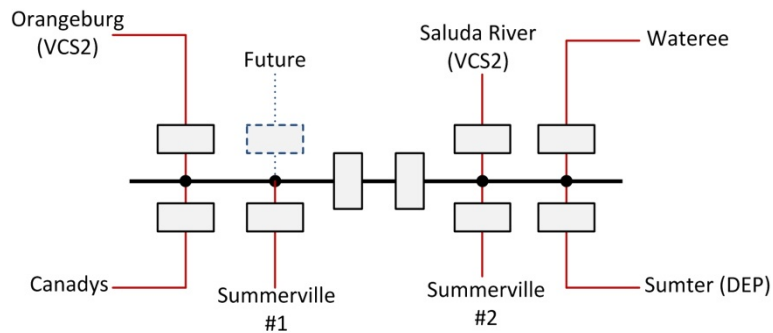 Orangeburg
(VCS2)
Future
Saluda River
(VCS2)
Wateree
Canadys
Summerville
#1
Summerville
#2
Sumter (DEP)